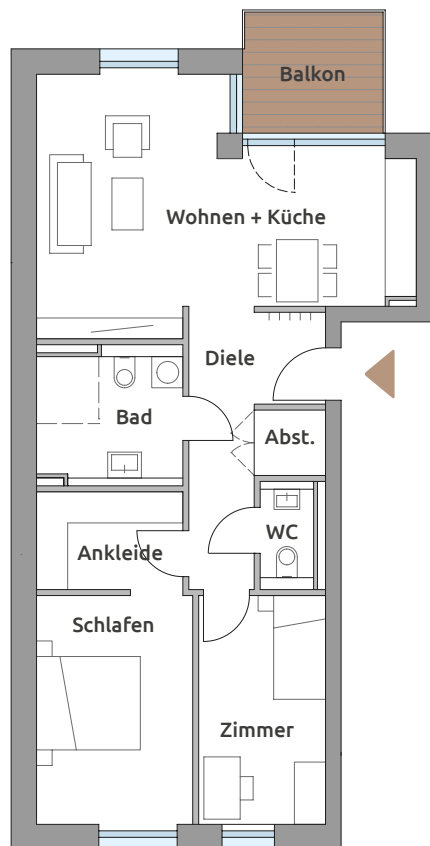 Balkon
Wohnen + Küche
Diele
Bad
Abst.
WC
Ankleide
Schlafen
Zimmer